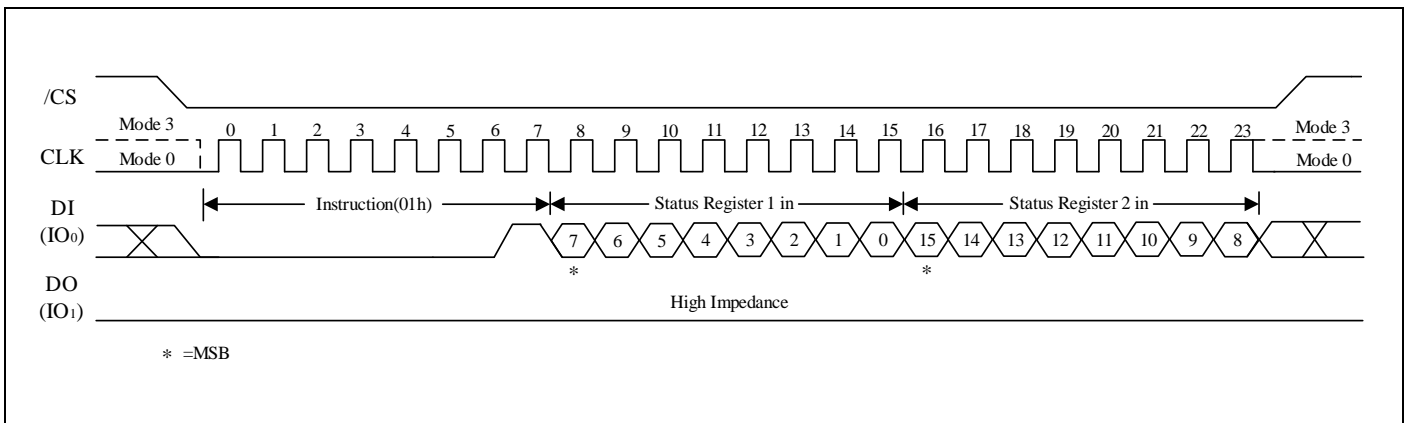 /CS
Mode 3
0 1 2 3 4 5 6 7 8 9 10 11 12 13 14 15 16 17 18 19 20 21 22 23
Mode 3
CLK
Mode 0
Mode 0
DI
(IO0)
Instruction(01h)
Status Register 1 in
Status Register 2 in
7 6 5 4 3 2 1 0 15 14 13 12 11 10 9 8
* *
DO
(IO1)
High Impedance
* =MSB